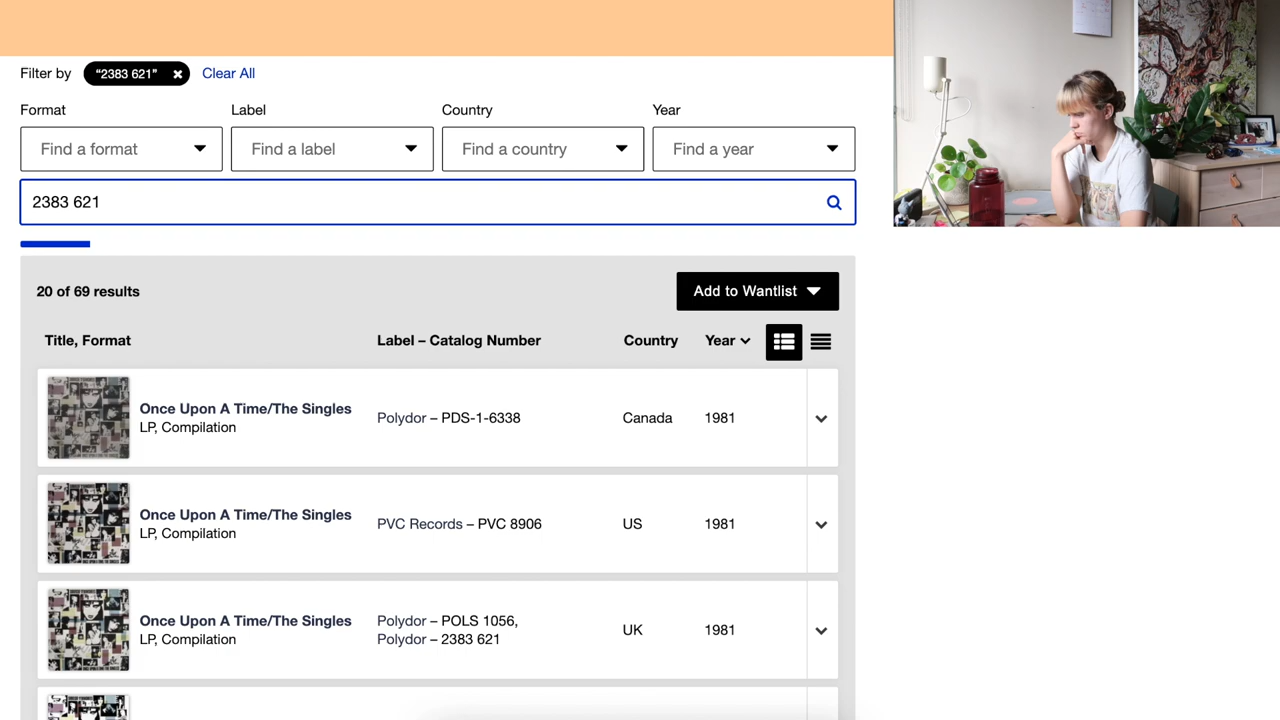 Filter by "2383 621" × Clear All
Format Label Country Year
Find a format Find a label Find a country Find a year
2383 621
20 of 69 results Add to Wantlist
Title, Format Label – Catalog Number Country Year
Once Upon A Time/The Singles
LP, Compilation
Polydor – PDS-1-6338 Canada 1981
Once Upon A Time/The Singles
LP, Compilation
PVC Records – PVC 8906 US 1981
Once Upon A Time/The Singles
LP, Compilation
Polydor – POLS 1056,
Polydor – 2383 621
UK 1981